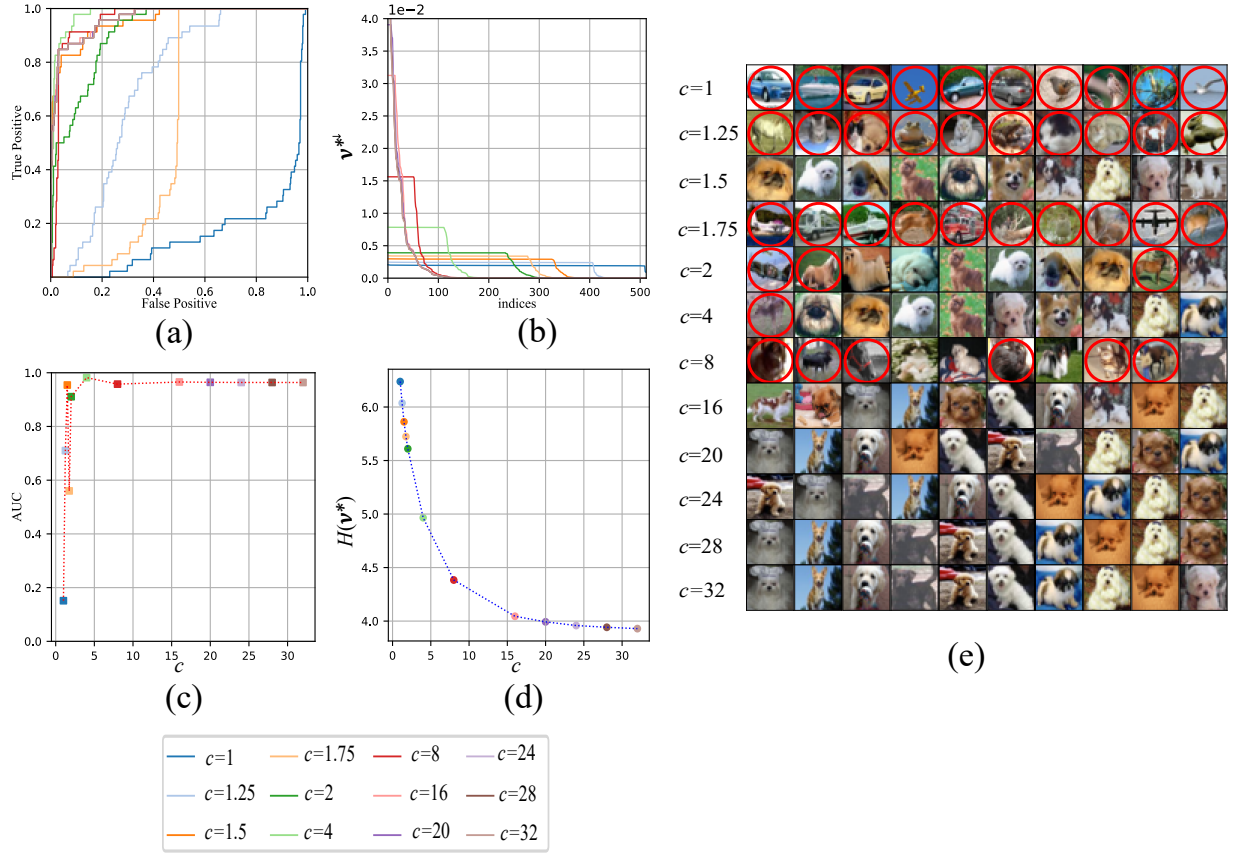 1.0
0.8
0.6
0.4
0.2
True Positive
0.0
0.2
0.4
0.6
0.8
1.0
False Positive
(a)
1e−2
4.0
3.5
3.0
2.5
2.0
1.5
1.0
0.5
0.0
ν*↓
0
100
200
300
400
500
indices
(b)
1.0
0.8
0.6
0.4
0.2
0.0
AUC
0
5
10
15
20
25
30
c
(c)
6.0
5.5
5.0
4.5
4.0
H(ν*)
0
5
10
15
20
25
30
c
(d)
c=1
c=1.25
c=1.5
c=1.75
c=2
c=4
c=8
c=16
c=20
c=24
c=28
c=32
(e)
c=1
c=1.75
c=8
c=24
c=1.25
c=2
c=16
c=28
c=1.5
c=4
c=20
c=32